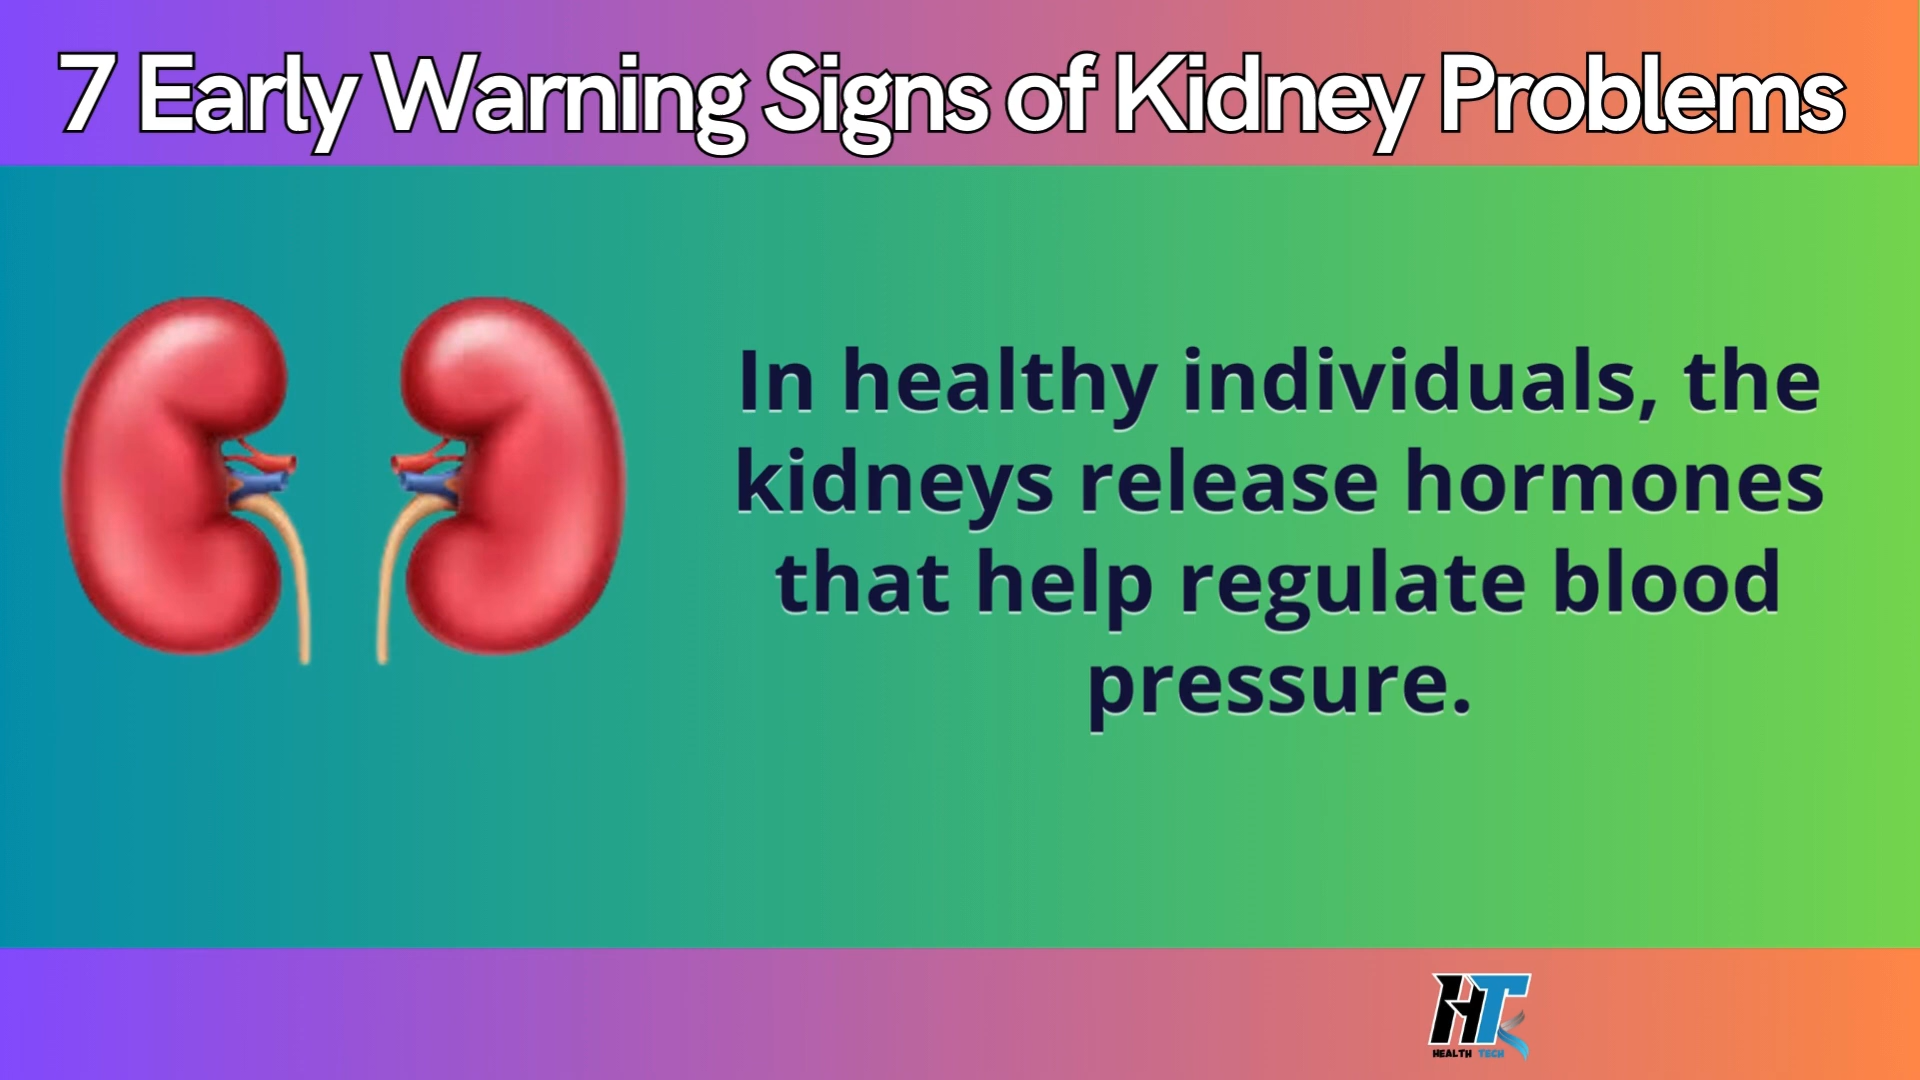 7 Early Warning Signs of Kidney Problems
In healthy individuals, the
kidneys release hormones
that help regulate blood
pressure.
HT
HEALTH TECH